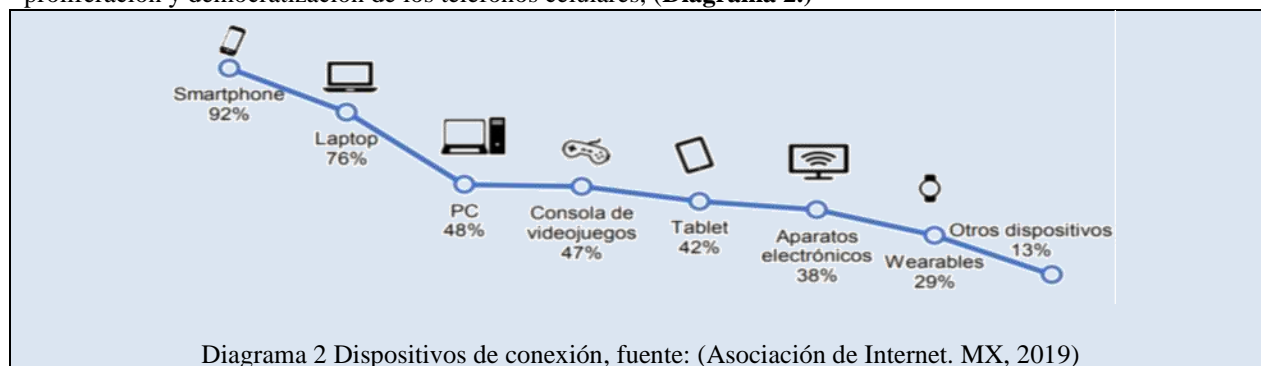 proliferación y democratización de los teléfonos celulares, (Diagrama 2.)
Smartphone
92%
Laptop
76%
PC
48%
Consola de
videojuegos
47%
Tablet
42%
Aparatos
electrónicos
38%
Wearables
29%
Otros dispositivos
13%
Diagrama 2 Dispositivos de conexión, fuente: (Asociación de Internet. MX, 2019)